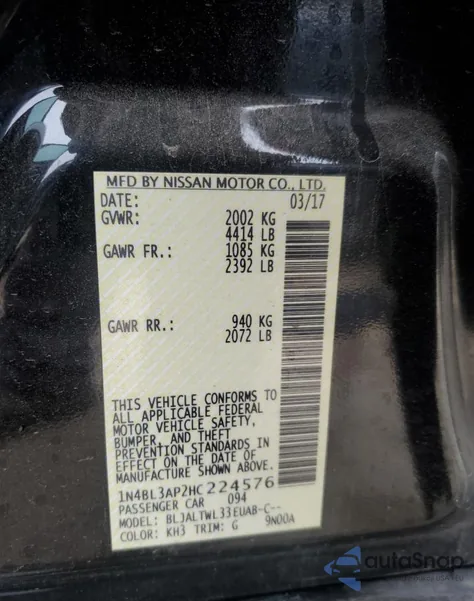 MFD BY NISSAN MOTOR CO., LTD.
DATE: 03/17
GVWR: 2002 KG
4414 LB
GAWR FR.: 1085 KG
2392 LB
GAWR RR.: 940 KG
2072 LB
THIS VEHICLE CONFORMS TO
ALL APPLICABLE FEDERAL
MOTOR VEHICLE SAFETY,
BUMPER, AND THEFT
PREVENTION STANDARDS IN
EFFECT ON THE DATE OF
MANUFACTURE SHOWN ABOVE.
1N4BL3AP2HC224576
PASSENGER CAR 094
MODEL: BLJALTWL33EUAB-C--
COLOR: KH3 TRIM: G 9N00A
autoSnap